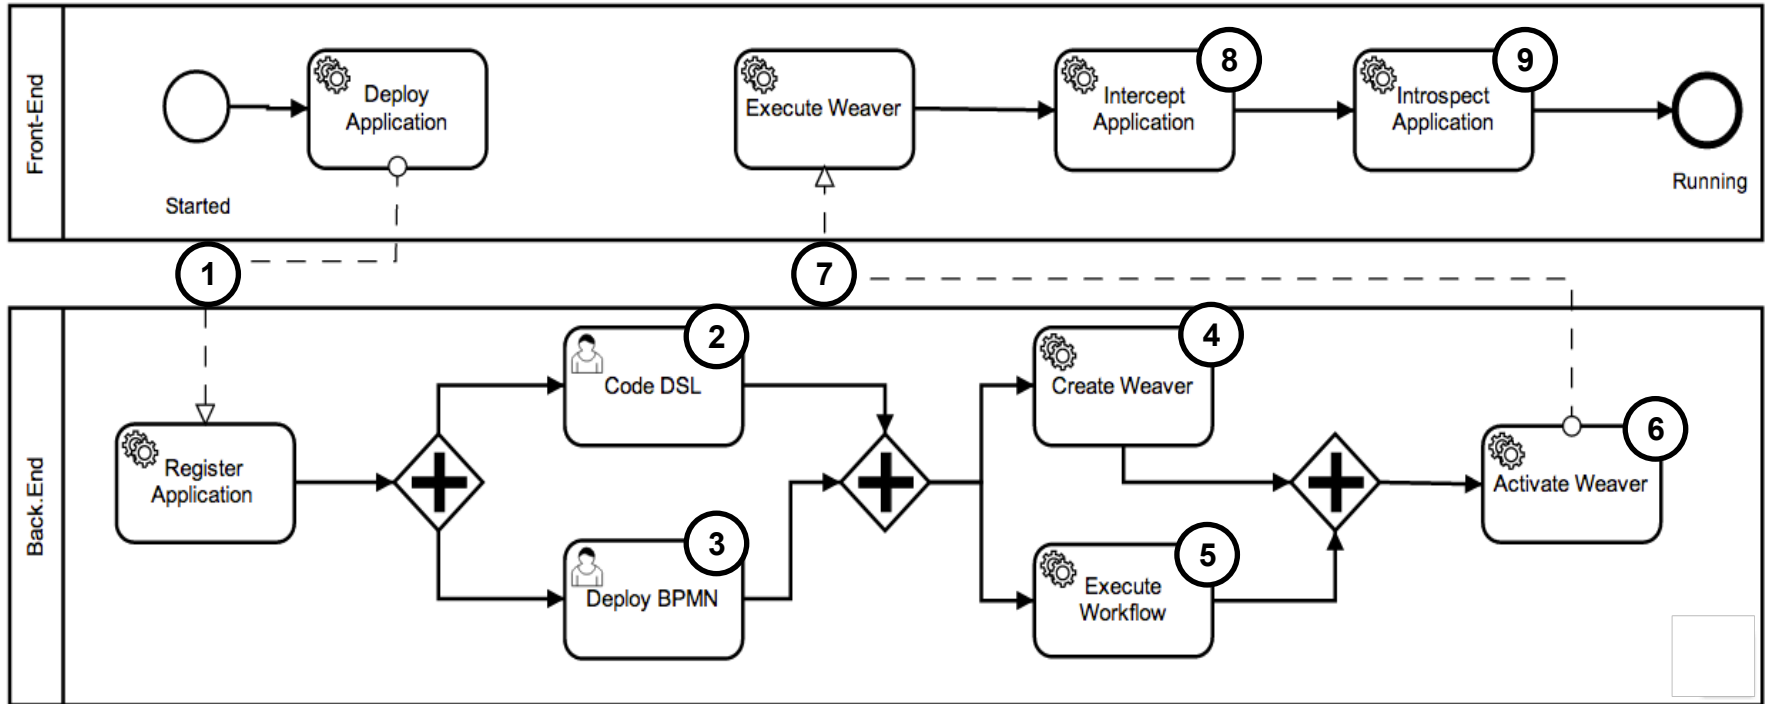 Front-End
Started
Deploy
Application
Execute Weaver
8
Intercept
Application
9
Introspect
Application
Running
1
7
Back.End
Register
Application
2
Code DSL
3
Deploy BPMN
4
Create Weaver
5
Execute
Workflow
6
Activate Weaver